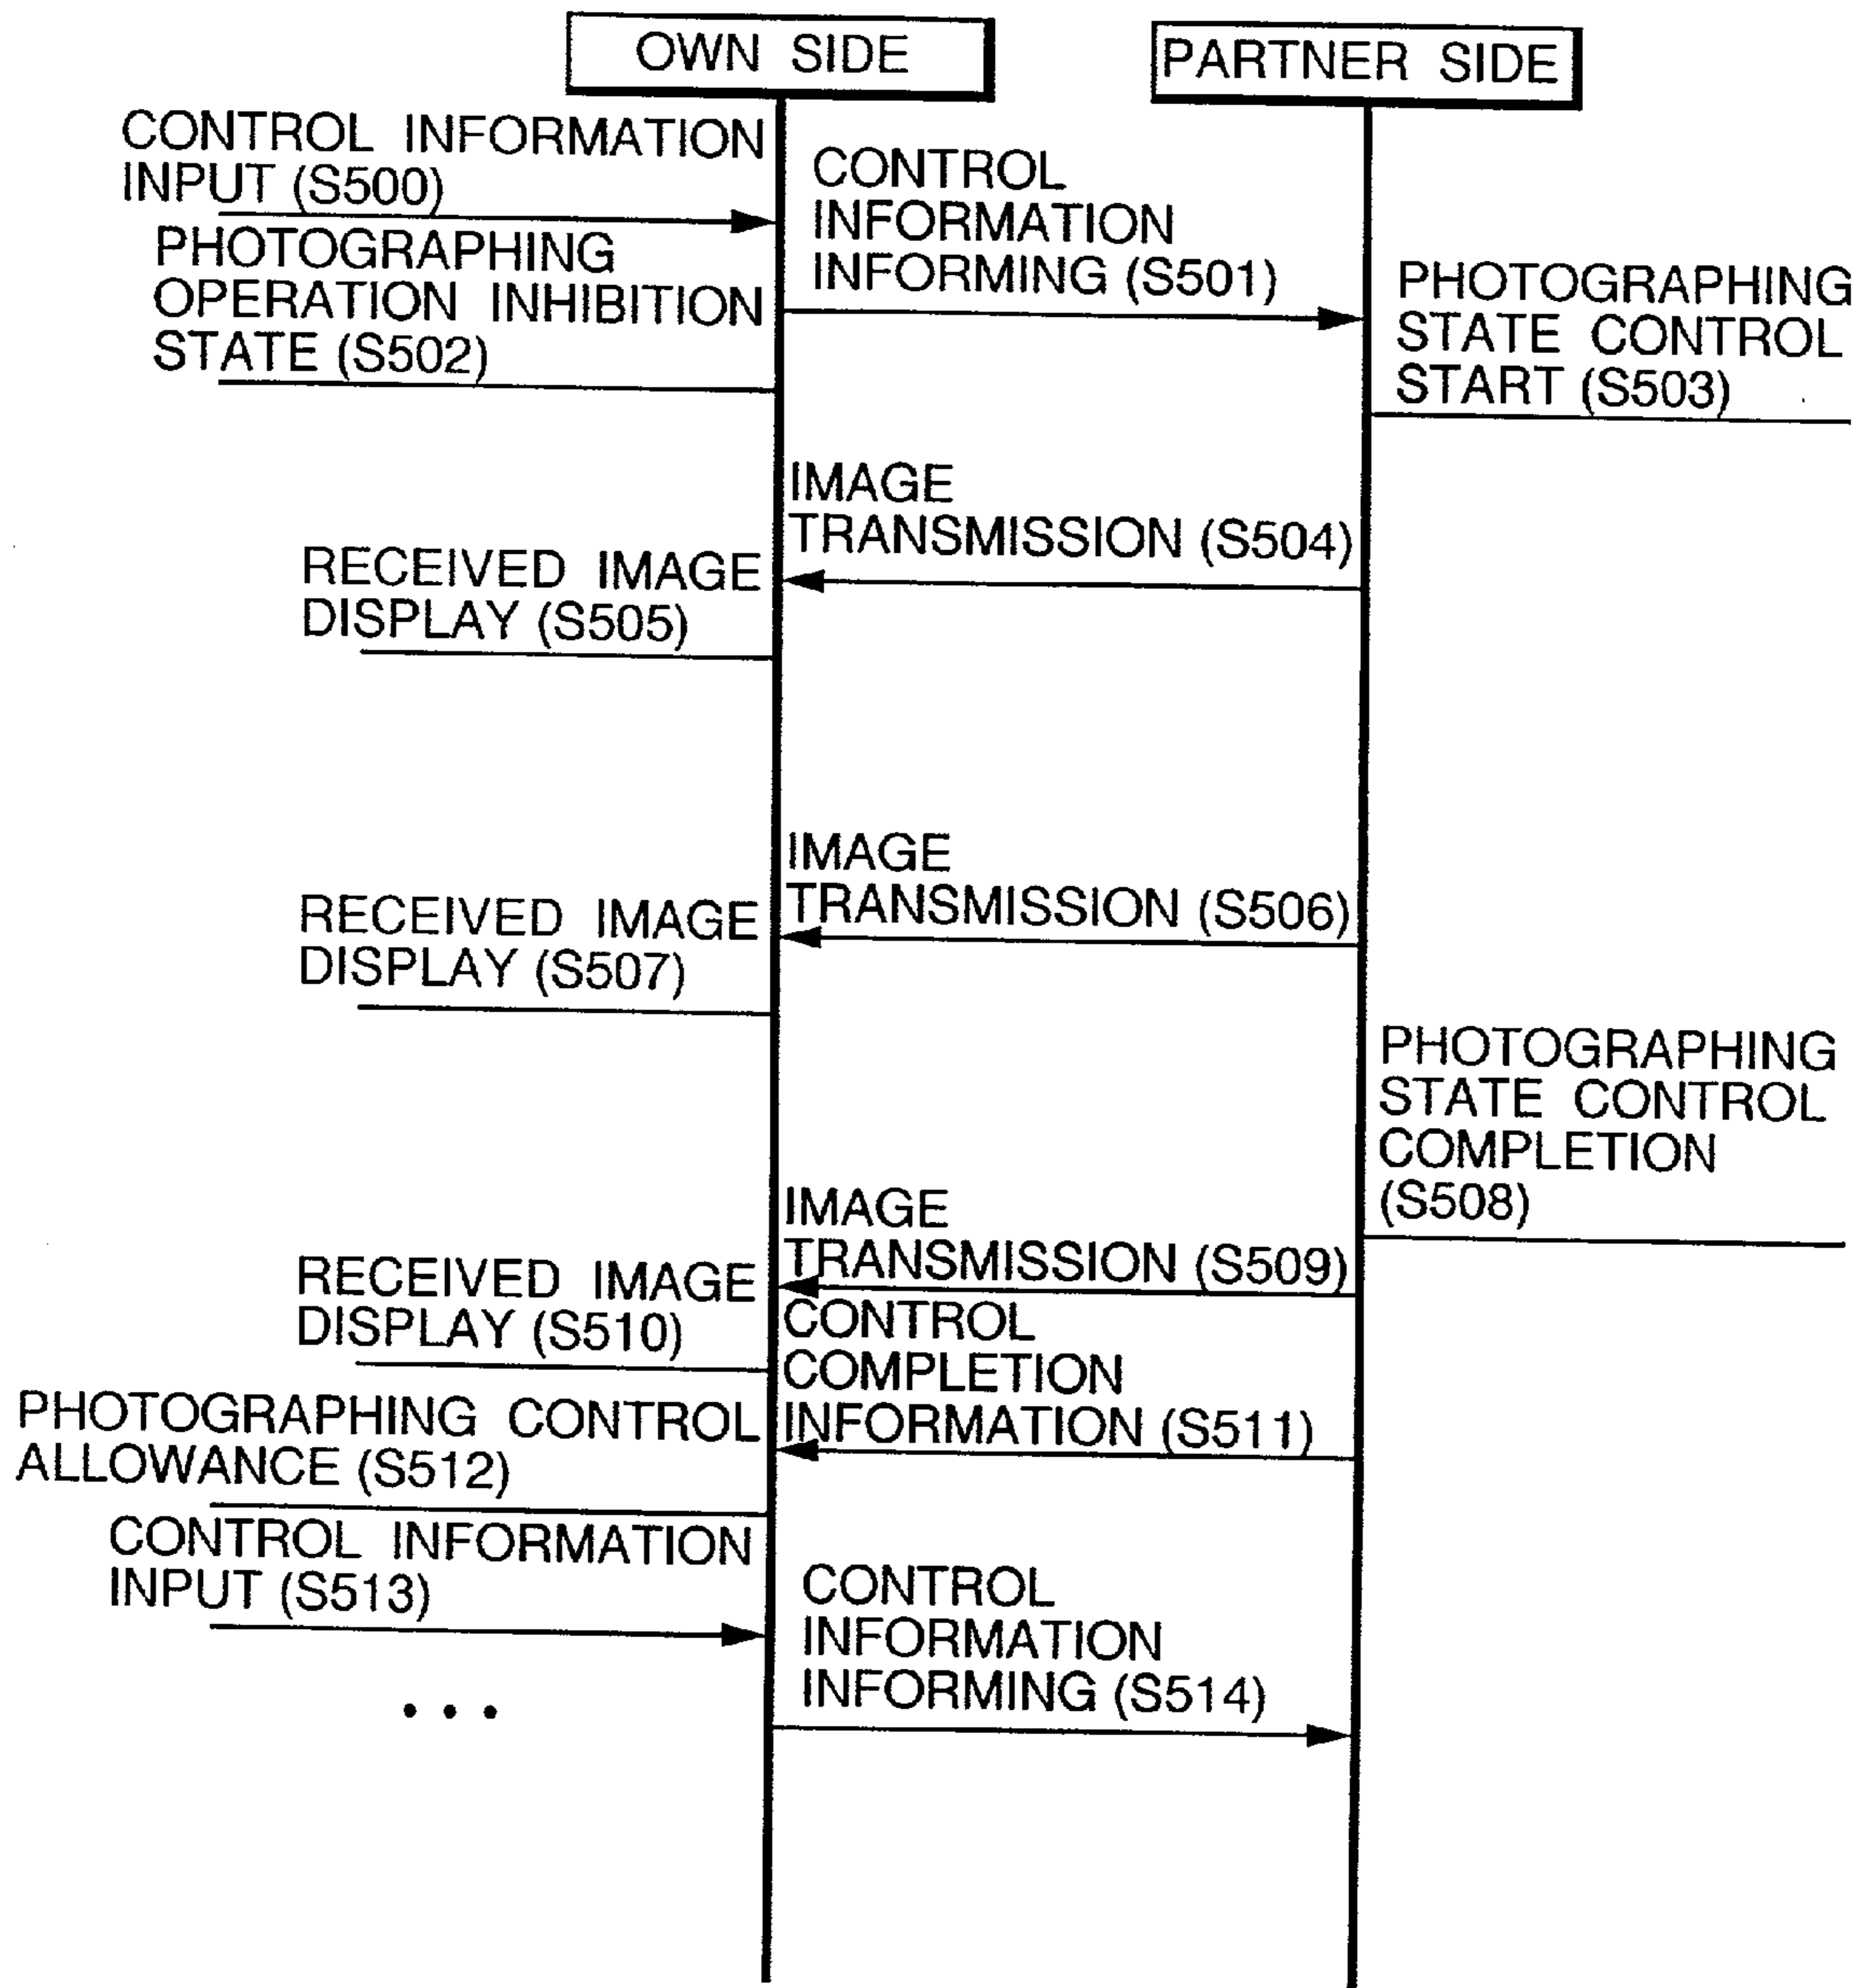 OWN SIDE
PARTNER SIDE
CONTROL INFORMATION
INPUT (S500)
CONTROL
INFORMATION
INFORMING (S501)
PHOTOGRAPHING
OPERATION INHIBITION
STATE (S502)
PHOTOGRAPHING
STATE CONTROL
START (S503)
IMAGE
TRANSMISSION (S504)
RECEIVED IMAGE
DISPLAY (S505)
IMAGE
TRANSMISSION (S506)
RECEIVED IMAGE
DISPLAY (S507)
PHOTOGRAPHING
STATE CONTROL
COMPLETION
(S508)
IMAGE
TRANSMISSION (S509)
RECEIVED IMAGE
DISPLAY (S510)
CONTROL
COMPLETION
INFORMATION (S511)
PHOTOGRAPHING CONTROL
ALLOWANCE (S512)
CONTROL INFORMATION
INPUT (S513)
CONTROL
INFORMATION
INFORMING (S514)
...